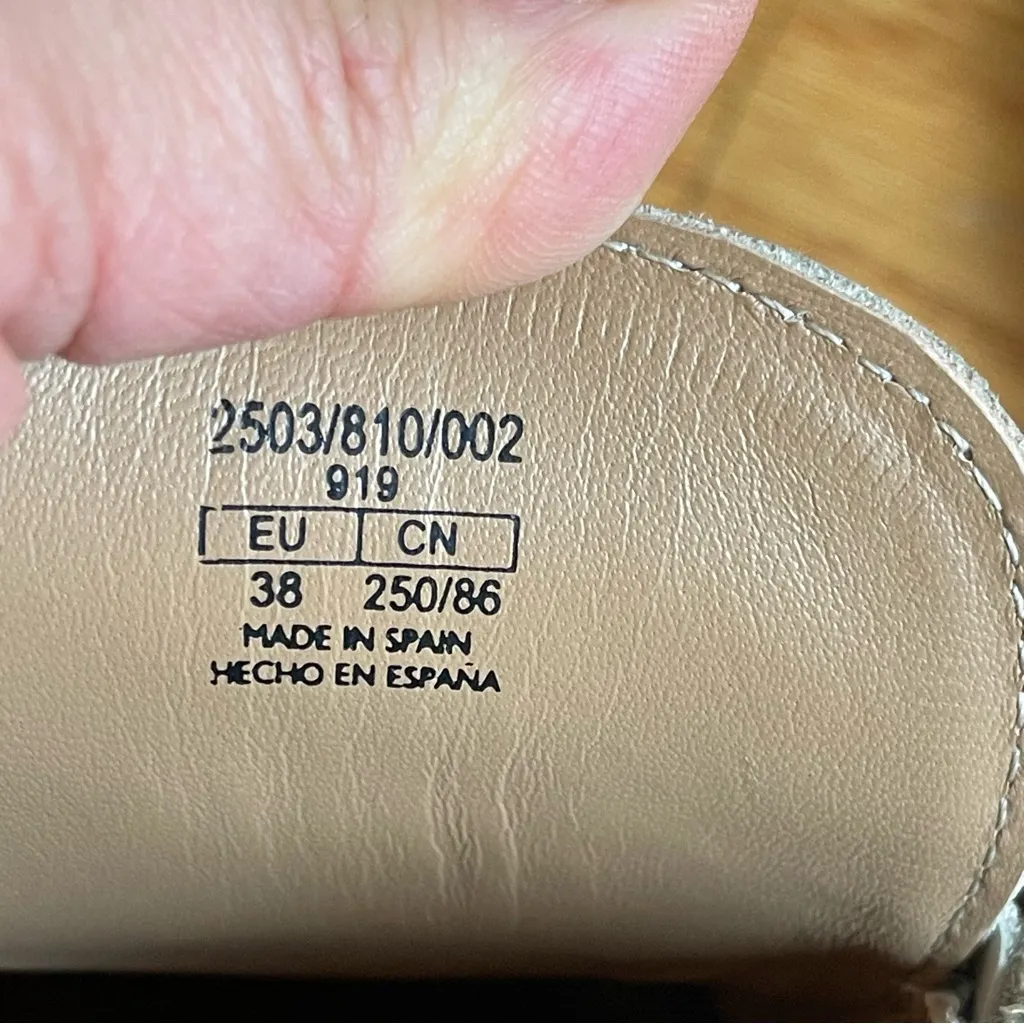 2503/810/002
919
EU CN
38 250/86
MADE IN SPAIN
HECHO EN ESPAÑA